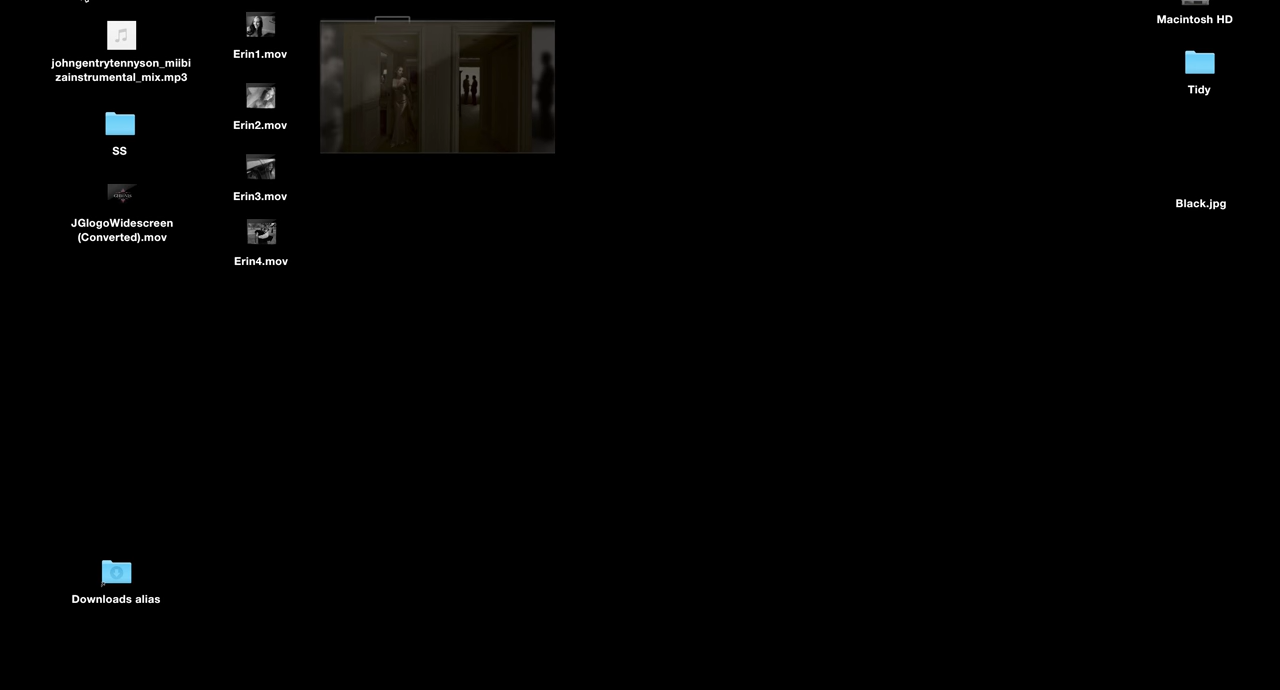 johngentrytennyson_miibi
zainstrumental_mix.mp3
SS
JGlogoWidescreen
(Converted).mov
Downloads alias
Erin1.mov
Erin2.mov
Erin3.mov
Erin4.mov
Macintosh HD
Tidy
Black.jpg